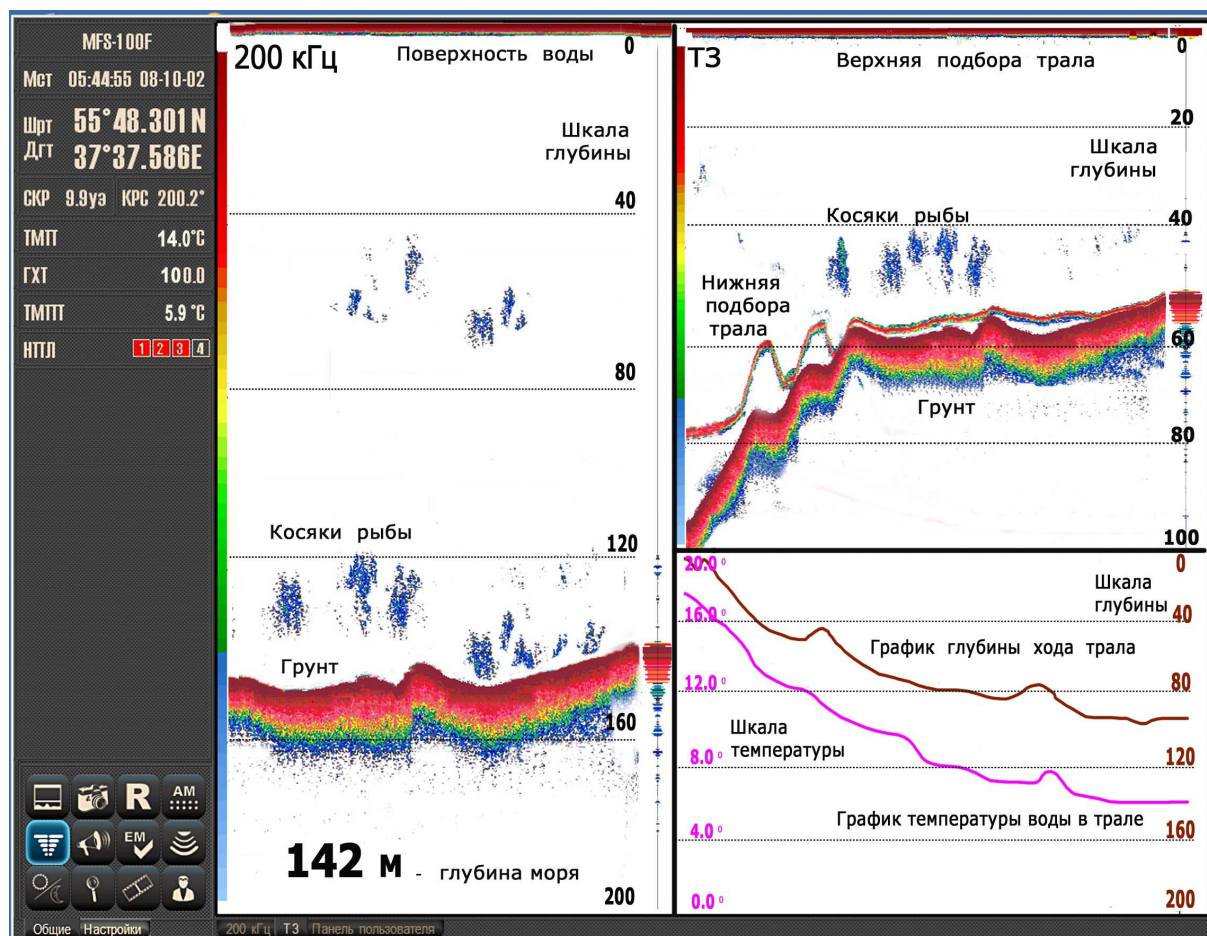 MFS-100F
Мст 05:44:55 08-10-02
Шрт 55°48.301N
Дгт 37°37.586E
СКР 9.9уэ КРС 200.2°
ТМП 14.0°C
ГХТ 100.0
ТМПТ 5.9 °C
НПЛ 1 2 3 4
R
AM
EM
Общие Настройки
200 кГц
Поверхность воды
0
Шкала
глубины
40
80
Косяки рыбы
120
Грунт
160
142 м - глубина моря
200
ТЗ
Верхняя подбора трала
0
20
Шкала
глубины
Косяки рыбы
40
Нижняя
подбора
трала
60
Грунт
80
100
20.0° 0
Шкала
глубины
16.0° 40
График глубины хода трала
12.0° 80
Шкала
температуры
8.0° 120
График температуры воды в трале
4.0° 160
0.0° 200
200 кГц ТЗ Панель пользователя